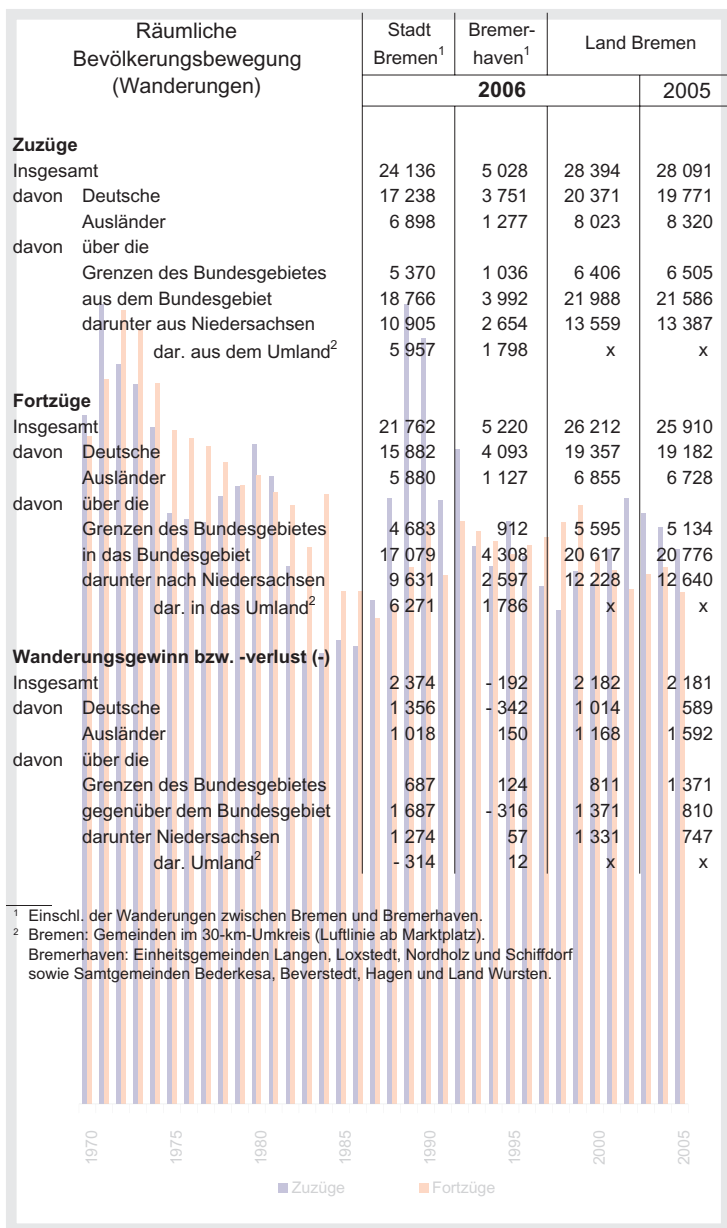 Räumliche Bevölkerungsbewegung (Wanderungen) Stadt Bremen¹ Bremer-haven¹ Land Bremen
2006 2005
Zuzüge
Insgesamt 24 136 5 028 28 394 28 091
davon Deutsche 17 238 3 751 20 371 19 771
Ausländer 6 898 1 277 8 023 8 320
davon über die
Grenzen des Bundesgebietes 5 370 1 036 6 406 6 505
aus dem Bundesgebiet 18 766 3 992 21 988 21 586
darunter aus Niedersachsen 10 905 2 654 13 559 13 387
dar. aus dem Umland² 5 957 1 798 x x
Fortzüge
Insgesamt 21 762 5 220 26 212 25 910
davon Deutsche 15 882 4 093 19 357 19 182
Ausländer 5 880 1 127 6 855 6 728
davon über die
Grenzen des Bundesgebietes 4 683 912 5 595 5 134
in das Bundesgebiet 17 079 4 308 20 617 20 776
darunter nach Niedersachsen 9 631 2 597 12 228 12 640
dar. in das Umland² 6 271 1 786 x x
Wanderungsgewinn bzw. -verlust (-)
Insgesamt 2 374 - 192 2 182 2 181
davon Deutsche 1 356 - 342 1 014 589
Ausländer 1 018 150 1 168 1 592
davon über die
Grenzen des Bundesgebietes 687 124 811 1 371
gegenüber dem Bundesgebiet 1 687 - 316 1 371 810
darunter Niedersachsen 1 274 57 1 331 747
dar. Umland² - 314 12 x x
¹ Einschl. der Wanderungen zwischen Bremen und Bremerhaven.
² Bremen: Gemeinden im 30-km-Umkreis (Luftlinie ab Marktplatz).
Bremerhaven: Einheitsgemeinden Langen, Loxstedt, Nordholz und Schiffdorf
sowie Samtgemeinden Bederkesa, Beverstedt, Hagen und Land Wursten.
1970 1975 1980 1985 1990 1995 2000 2005
Zuzüge Fortzüge